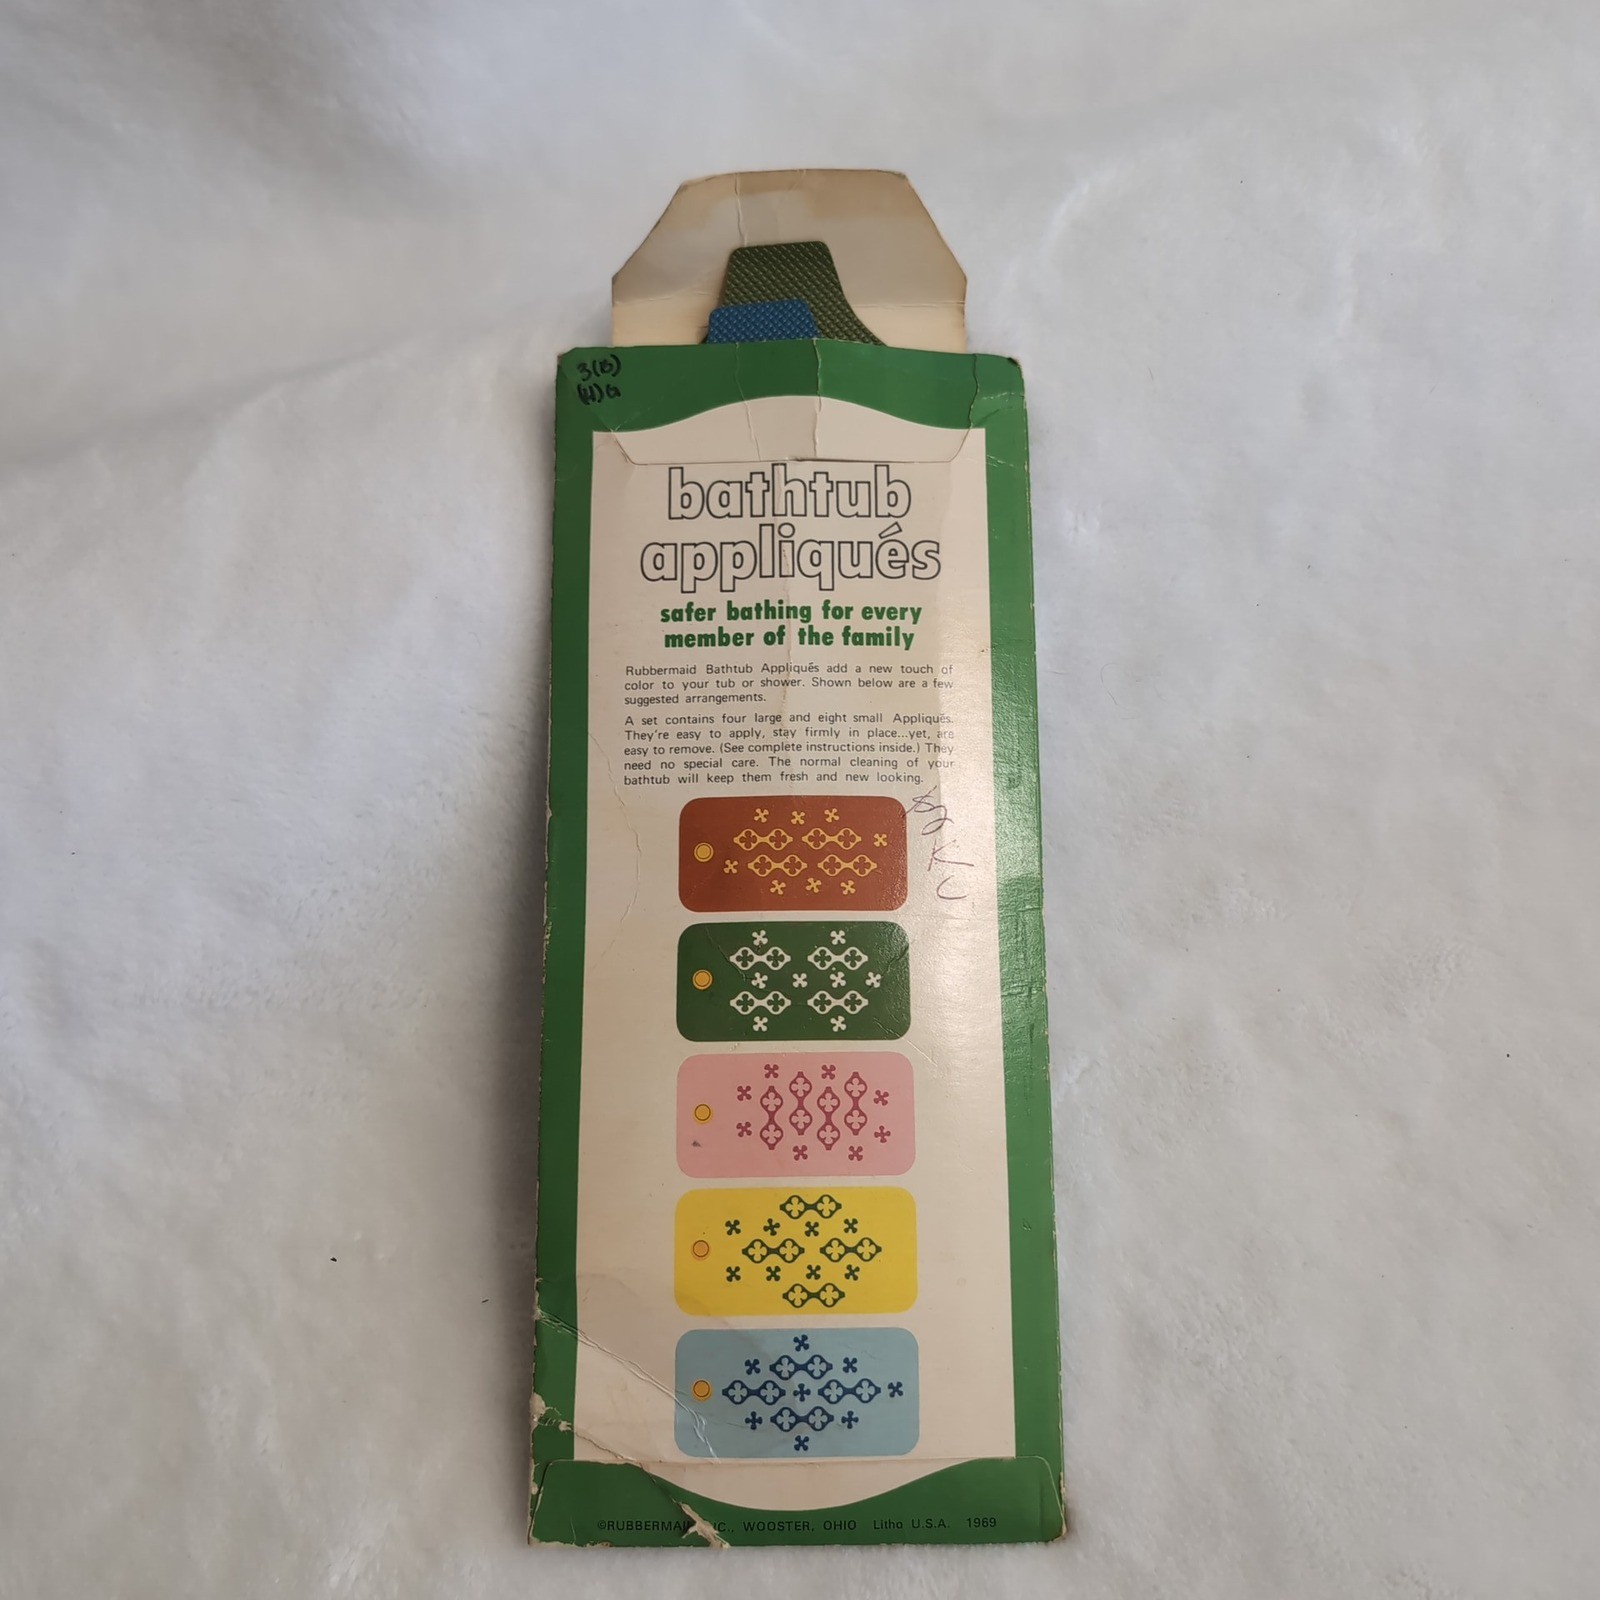 3(B)
(4)G
bathtub
appliqués
safer bathing for every
member of the family
Rubbermaid Bathtub Appliqués add a new touch of
color to your tub or shower. Shown below are a few
suggested arrangements.
A set contains four large and eight small Appliqués.
They're easy to apply, stay firmly in place...yet, are
easy to remove. (See complete instructions inside.) They
need no special care. The normal cleaning of your
bathtub will keep them fresh and new looking.
©RUBBERMAI C., WOOSTER, OHIO Litho U.S.A. 1969